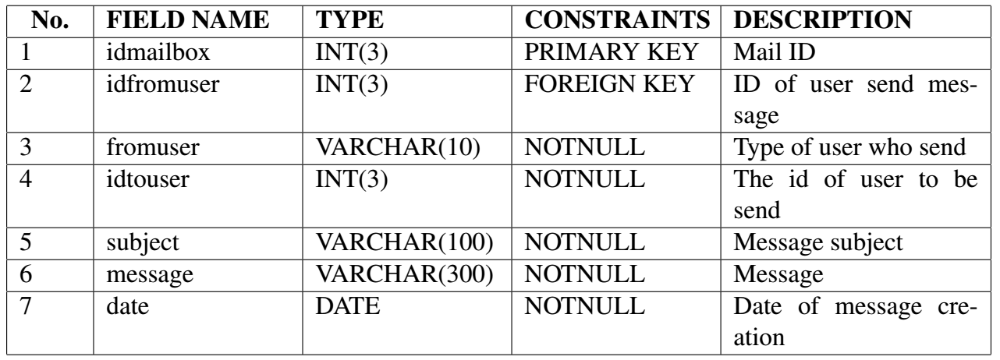 No. FIELD NAME TYPE CONSTRAINTS DESCRIPTION
1 idmailbox INT(3) PRIMARY KEY Mail ID
2 idfromuser INT(3) FOREIGN KEY ID of user send mes-
sage
3 fromuser VARCHAR(10) NOTNULL Type of user who send
4 idtouser INT(3) NOTNULL The id of user to be
send
5 subject VARCHAR(100) NOTNULL Message subject
6 message VARCHAR(300) NOTNULL Message
7 date DATE NOTNULL Date of message cre-
ation